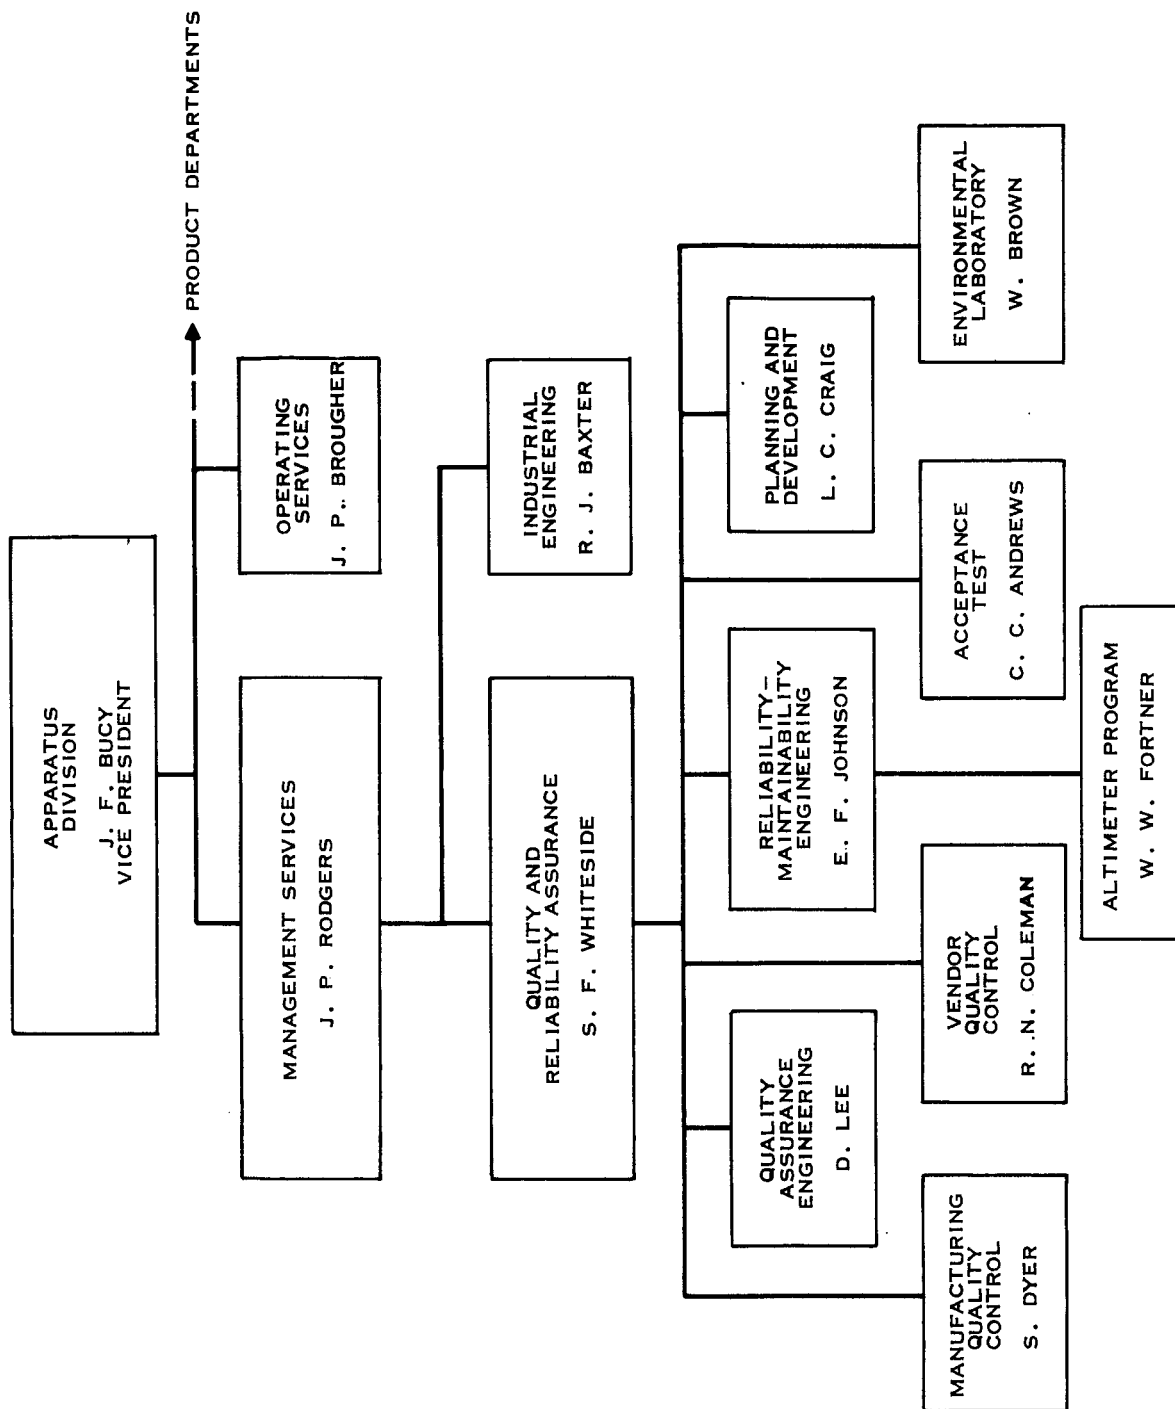 APPARATUS
DIVISION
J. F. BUCY
VICE PRESIDENT
PRODUCT DEPARTMENTS
MANAGEMENT SERVICES
J. P. RODGERS
OPERATING
SERVICES
J. P. BROUGHER
QUALITY AND
RELIABILITY ASSURANCE
S. F. WHITESIDE
INDUSTRIAL
ENGINEERING
R. J. BAXTER
QUALITY
ASSURANCE
ENGINEERING
D. LEE
RELIABILITY—
MAINTAINABILITY
ENGINEERING
E. F. JOHNSON
PLANNING AND
DEVELOPMENT
L. C. CRAIG
MANUFACTURING
QUALITY
CONTROL
S. DYER
VENDOR
QUALITY
CONTROL
R. N. COLEMAN
ACCEPTANCE
TEST
C. C. ANDREWS
ENVIRONMENTAL
LABORATORY
W. BROWN
ALTIMETER PROGRAM
W. W. FORTNER